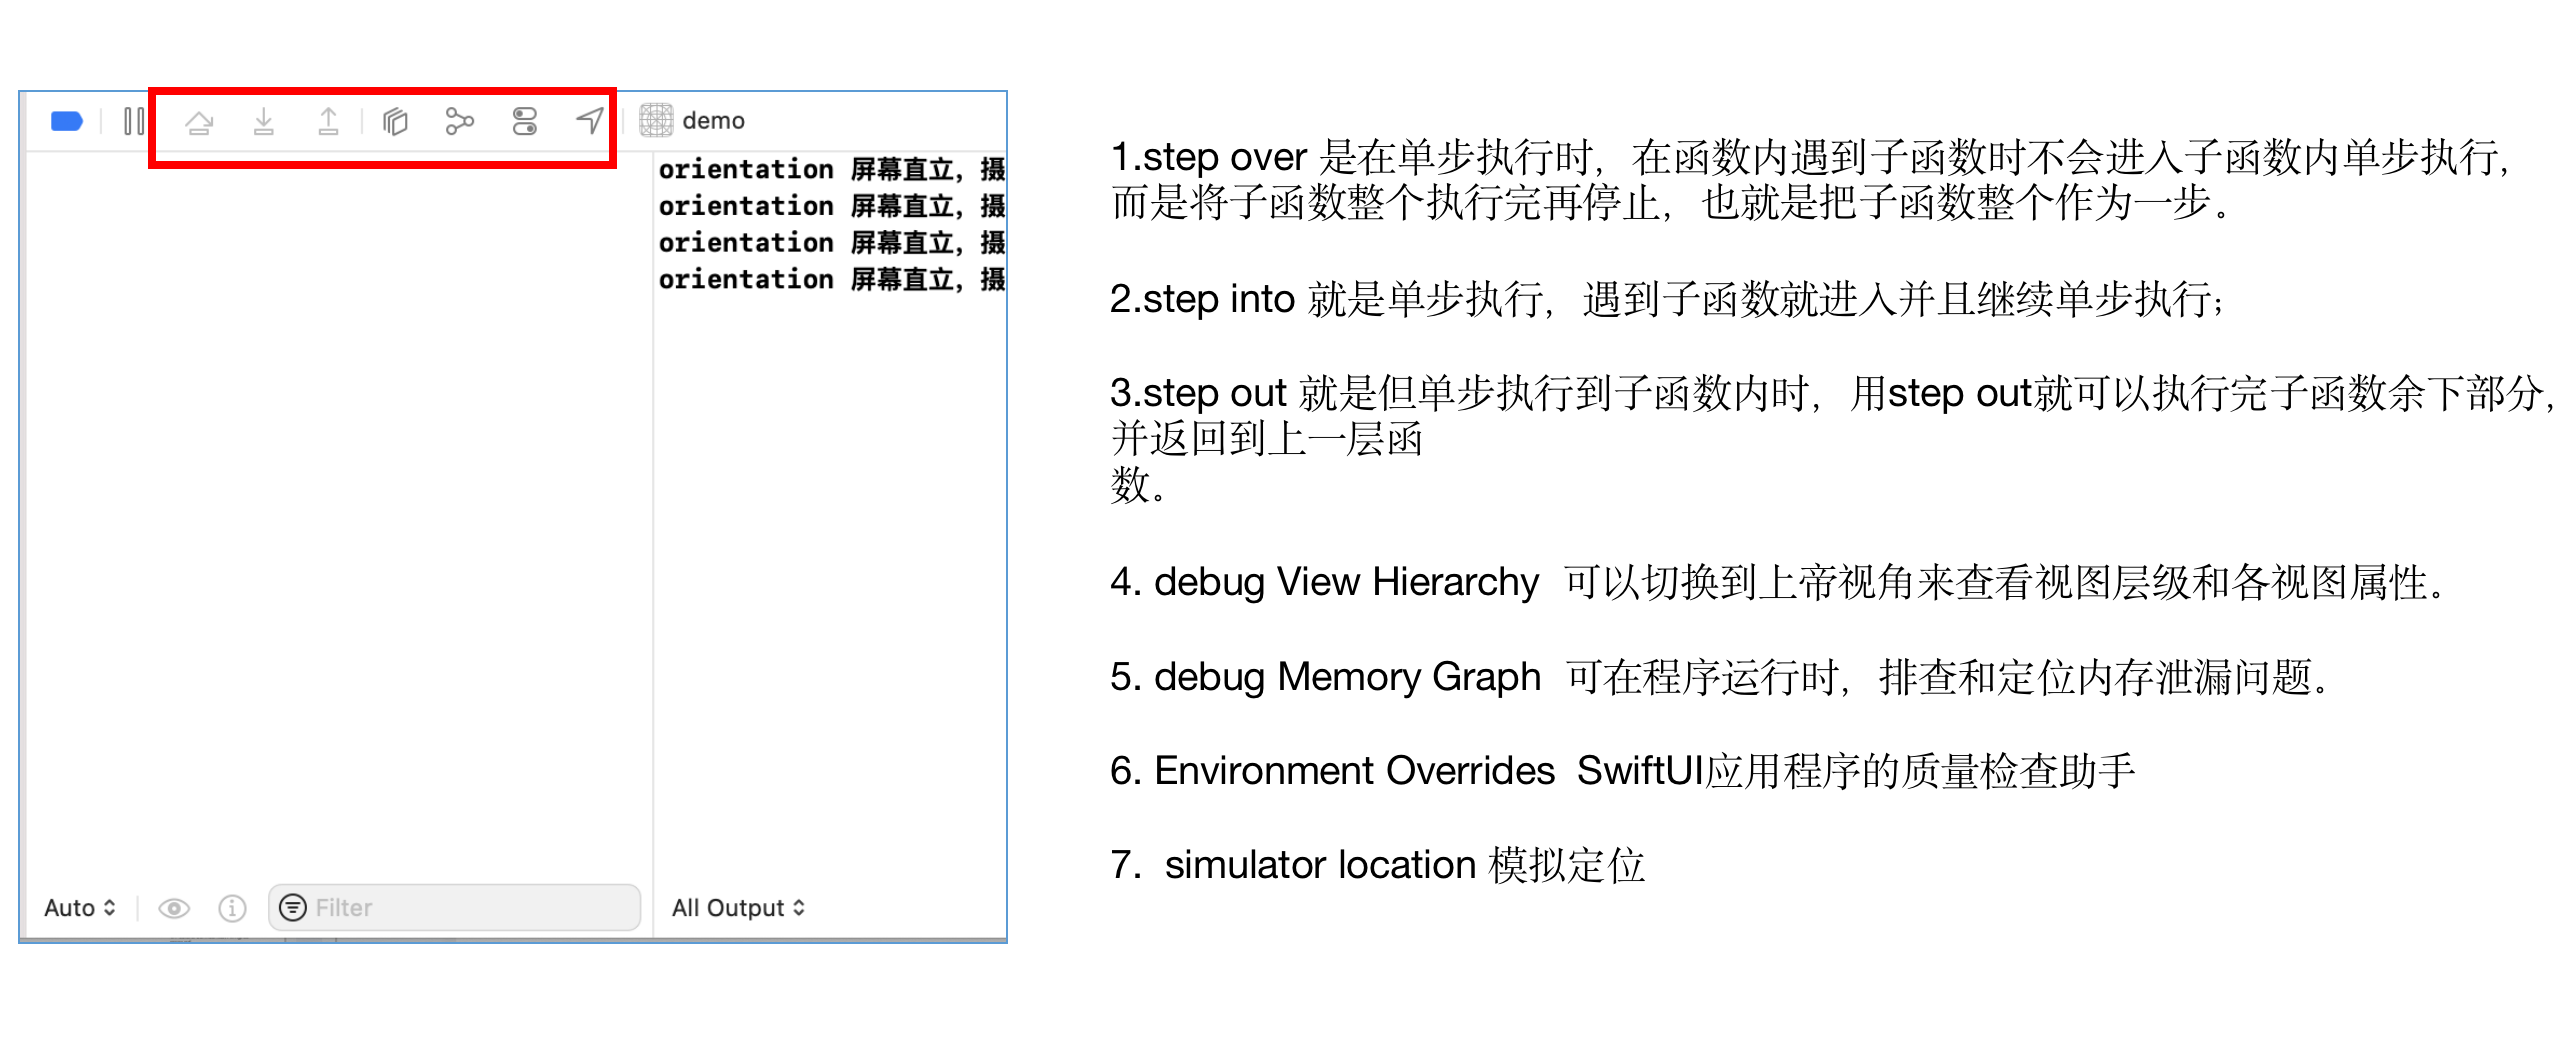 demo
orientation 屏幕直立，摄
orientation 屏幕直立，摄
orientation 屏幕直立，摄
orientation 屏幕直立，摄
Auto
Filter
All Output
1.step over 是在单步执行时，在函数内遇到子函数时不会进入子函数内单步执行，
而是将子函数整个执行完再停止，也就是把子函数整个作为一步。
2.step into 就是单步执行，遇到子函数就进入并且继续单步执行；
3.step out 就是但单步执行到子函数内时，用step out就可以执行完子函数余下部分，
并返回到上一层函
数。
4. debug View Hierarchy 可以切换到上帝视角来查看视图层级和各视图属性。
5. debug Memory Graph 可在程序运行时，排查和定位内存泄漏问题。
6. Environment Overrides SwiftUI应用程序的质量检查助手
7. simulator location 模拟定位